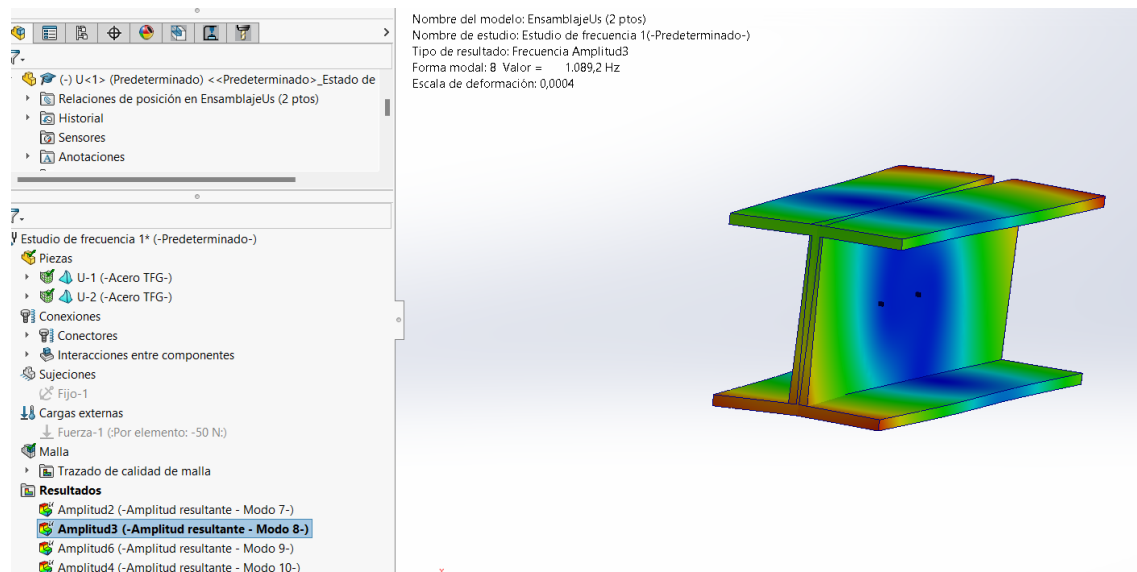 Nombre del modelo: EnsamblajeUs (2 ptos)
Nombre de estudio: Estudio de frecuencia 1(-Predeterminado-)
Tipo de resultado: Frecuencia Amplitud3
Forma modal: 8 Valor = 1.089,2 Hz
Escala de deformación: 0,0004
(-) U<1> (Predeterminado) <<Predeterminado>_Estado de
Relaciones de posición en EnsamblajeUs (2 ptos)
Historial
Sensores
Anotaciones
Estudio de frecuencia 1* (-Predeterminado-)
Piezas
U-1 (-Acero TFG-)
U-2 (-Acero TFG-)
Conexiones
Conectores
Interacciones entre componentes
Sujeciones
Fijo-1
Cargas externas
Fuerza-1 (:Por elemento: -50 N:)
Malla
Trazado de calidad de malla
Resultados
Amplitud2 (-Amplitud resultante - Modo 7-)
Amplitud3 (-Amplitud resultante - Modo 8-)
Amplitud6 (-Amplitud resultante - Modo 9-)
Amplitud4 (-Amplitud resultante - Modo 10-)